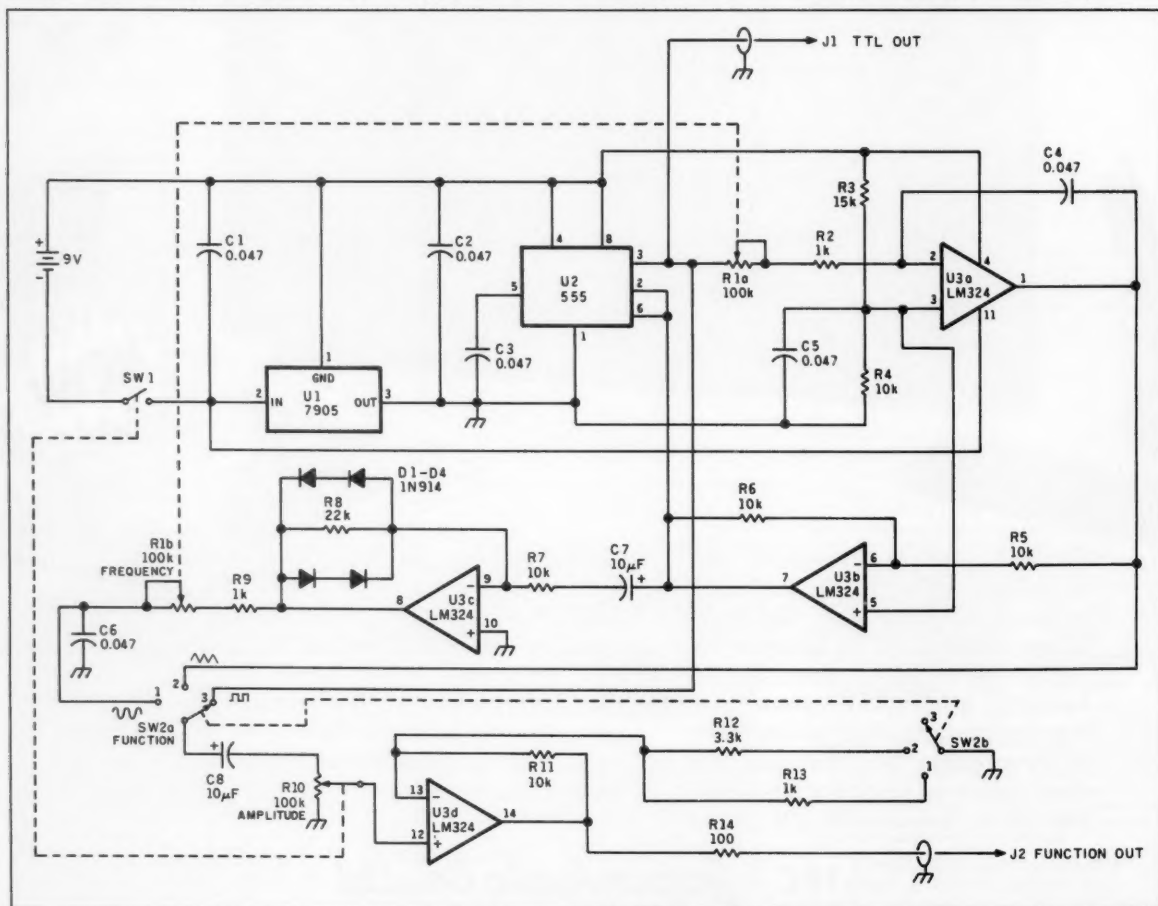 J1 TTL OUT
C4
0.047
R3
15k
4
8
3
2
6
1
5
U2
555
R1a
100k
R2
1k
2
3
4
11
1
U3a
LM324
+
-
9V
C1
0.047
C2
0.047
C3
0.047
C5
0.047
R4
10k
SW1
1
GND
2
IN
U1
7905
OUT
3
D1-D4
1N914
R8
22k
R6
10k
R5
10k
R1b
100k
FREQUENCY
R9
1k
8
9
-
U3c
LM324
10
+
R7
10k
C7
10µF
+
7
6
-
U3b
LM324
5
+
C6
0.047
1
2
3
SW2a
FUNCTION
+
C8
10µF
R10
100k
AMPLITUDE
R11
10k
13
-
U3d
LM324
12
+
14
R12
3.3k
R13
1k
3
2
1
SW2b
R14
100
J2 FUNCTION OUT